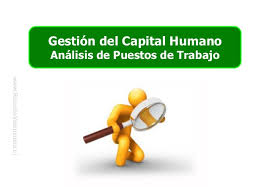 Gestión del Capital Humano
Análisis de Puestos de Trabajo